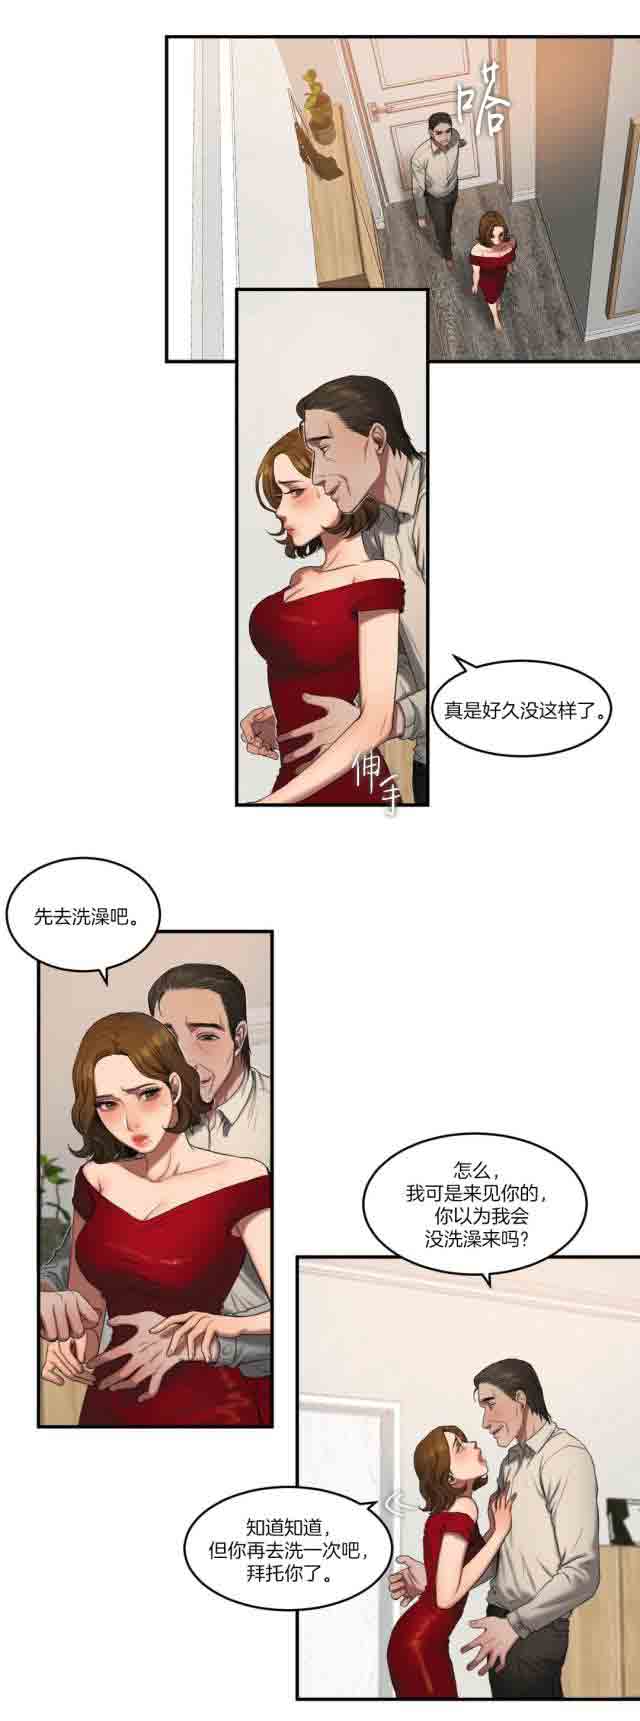 嗒
真是好久没这样了。
伸手
先去洗澡吧。
怎么，
我可是来见你的，
你以为我会
没洗澡来吗？
知道知道，
但你再去洗一次吧，
拜托你了。